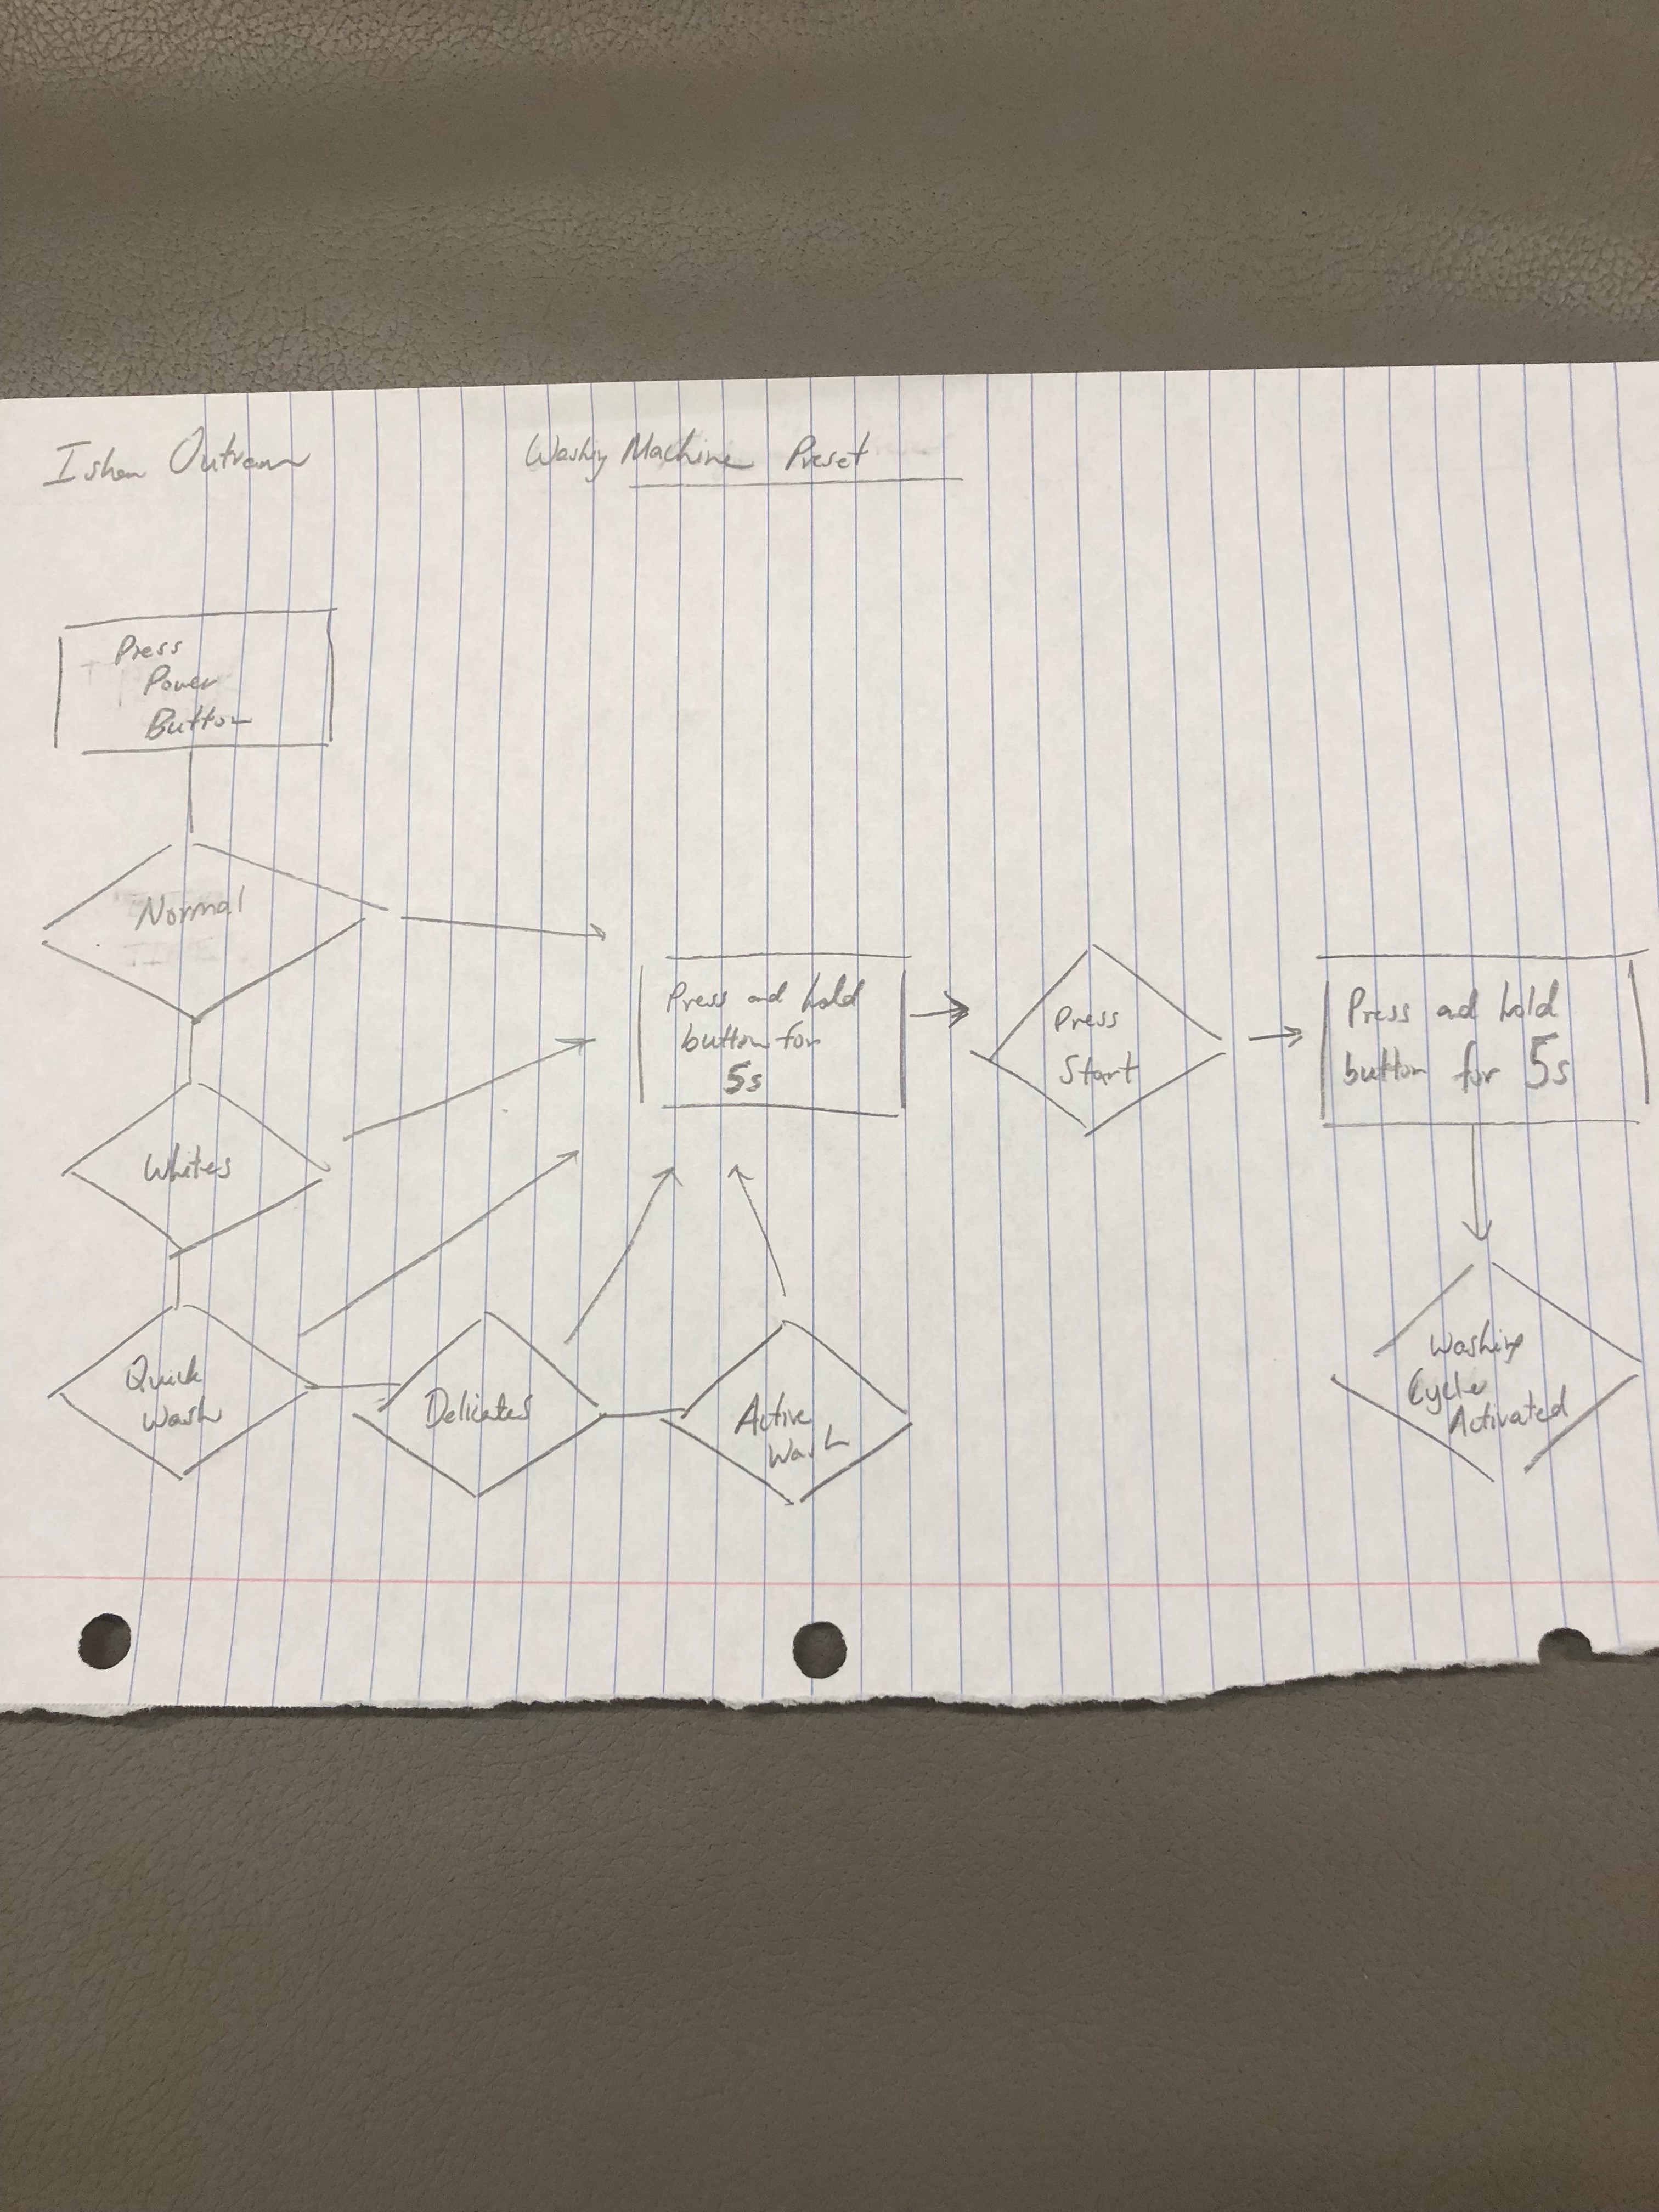 Ishan Outram
Washing Machine Preset
Press
Power
Button
Normal
Whites
Quick
Wash
Delicates
Active
Wash
Press and hold
button for
5s
Press
Start
Press and hold
button for 5s
Washing
Cycle
Activated